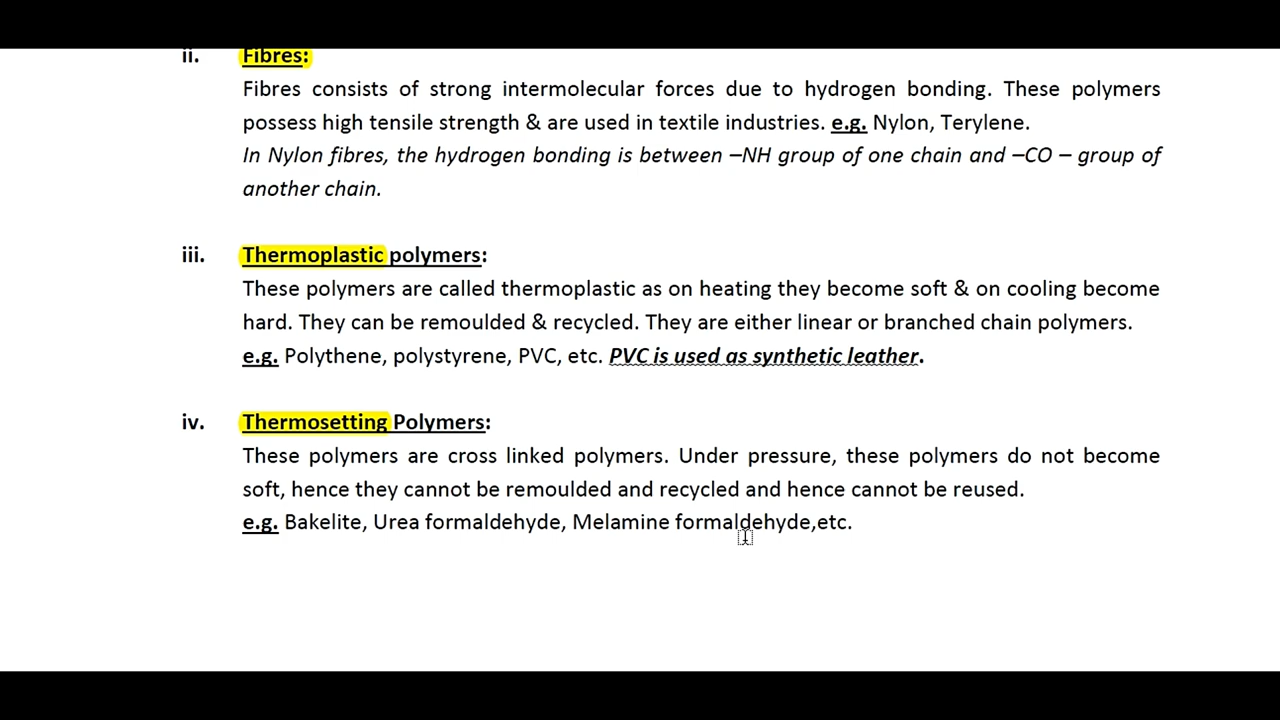 ii. Fibres:
Fibres consists of strong intermolecular forces due to hydrogen bonding. These polymers
possess high tensile strength & are used in textile industries. e.g. Nylon, Terylene.
In Nylon fibres, the hydrogen bonding is between –NH group of one chain and –CO – group of
another chain.
iii. Thermoplastic polymers:
These polymers are called thermoplastic as on heating they become soft & on cooling become
hard. They can be remoulded & recycled. They are either linear or branched chain polymers.
e.g. Polythene, polystyrene, PVC, etc. PVC is used as synthetic leather.
iv. Thermosetting Polymers:
These polymers are cross linked polymers. Under pressure, these polymers do not become
soft, hence they cannot be remoulded and recycled and hence cannot be reused.
e.g. Bakelite, Urea formaldehyde, Melamine formaldehyde,etc.